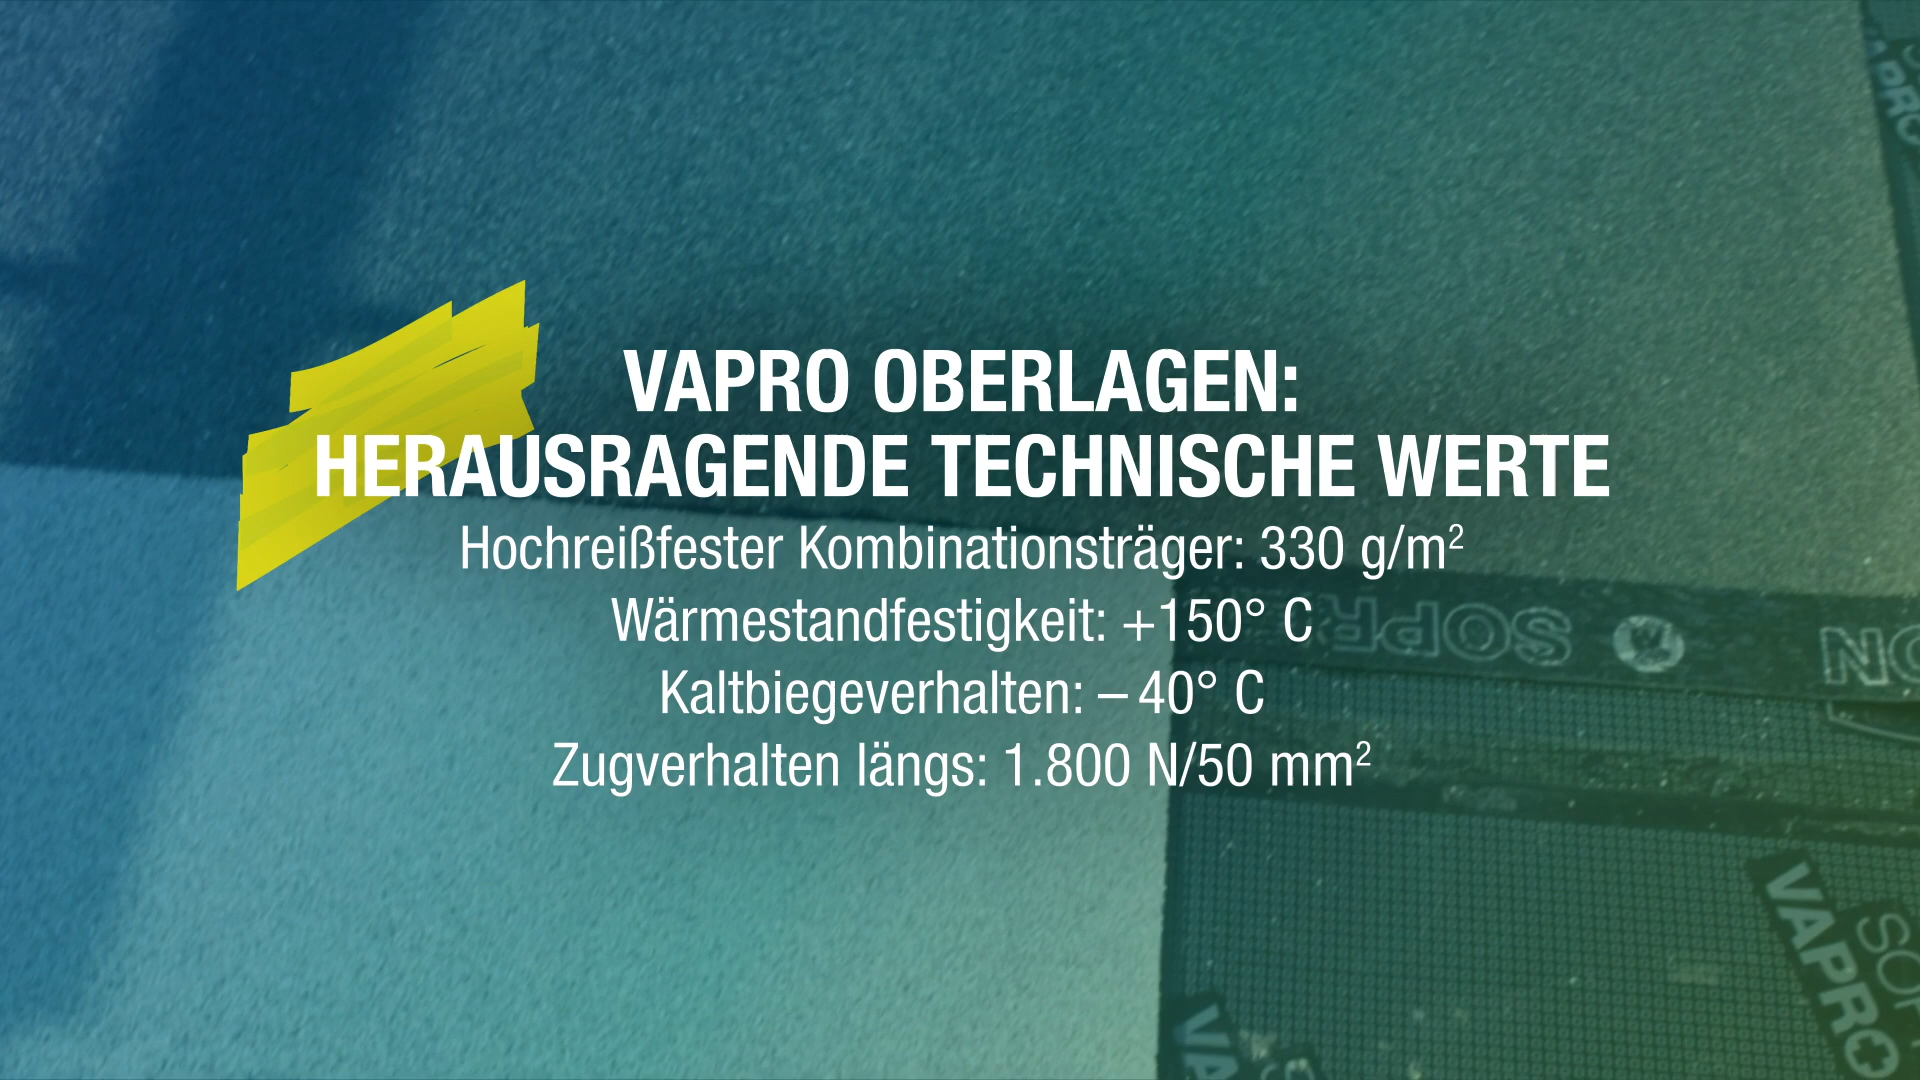 VAPRO OBERLAGEN:
HERAUSRAGENDE TECHNISCHE WERTE
Hochreißfester Kombinationsträger: 330 g/m²
Wärmestandfestigkeit: +150° C
Kaltbiegeverhalten: – 40° C
Zugverhalten längs: 1.800 N/50 mm²
VAPRO